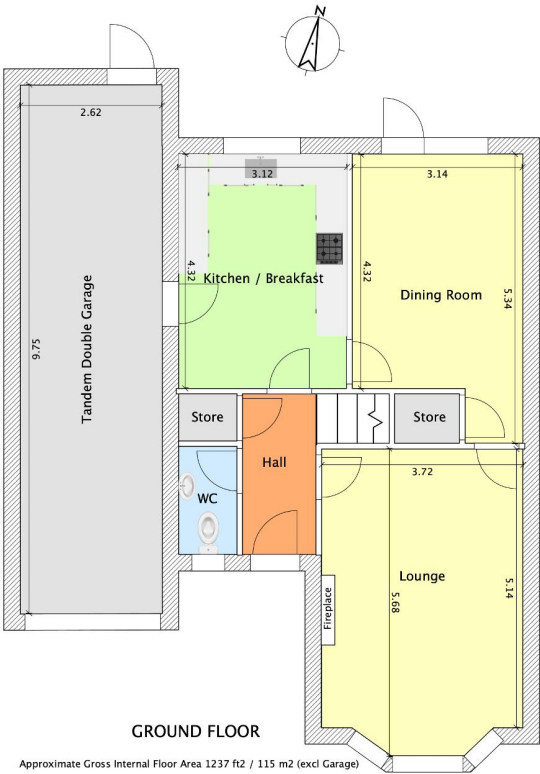 N
2.62
3.12
3.14
4.32
Kitchen / Breakfast
4.32
Dining Room
5.34
Tandem Double Garage
9.75
Store
Store
Hall
3.72
WC
Lounge
Fireplace
5.68
5.14
GROUND FLOOR
Approximate Gross Internal Floor Area 1237 ft2 / 115 m2 (excl Garage)